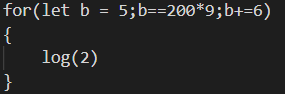 for(let b = 5;b==200*9;b+=6)
{
    log(2)
}